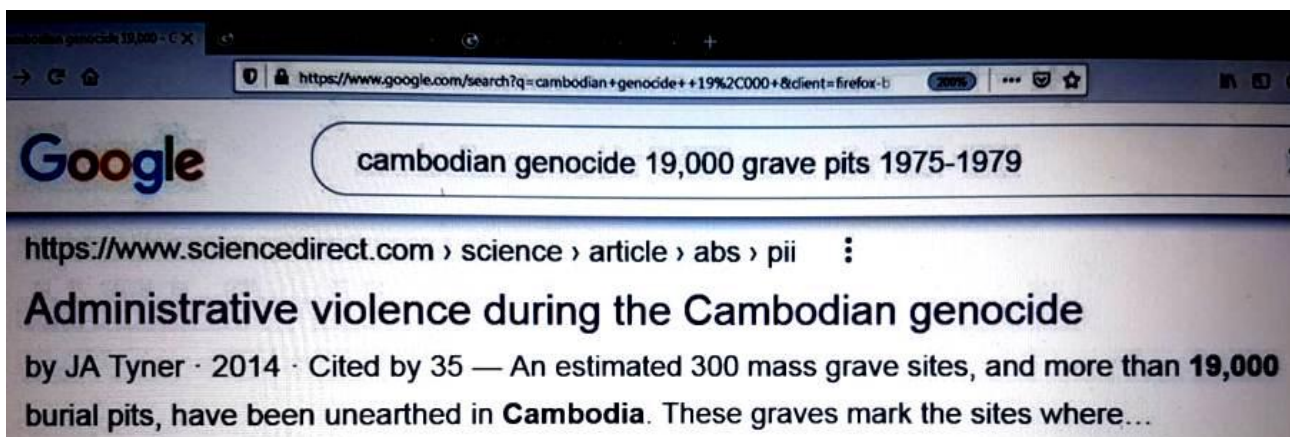 https://www.google.com/search?q=cambodian+genocide++19%2C000+&client=firefox-b 200%
Google cambodian genocide 19,000 grave pits 1975-1979
https://www.sciencedirect.com › science › article › abs › pii
Administrative violence during the Cambodian genocide
by JA Tyner · 2014 · Cited by 35 — An estimated 300 mass grave sites, and more than 19,000
burial pits, have been unearthed in Cambodia. These graves mark the sites where...